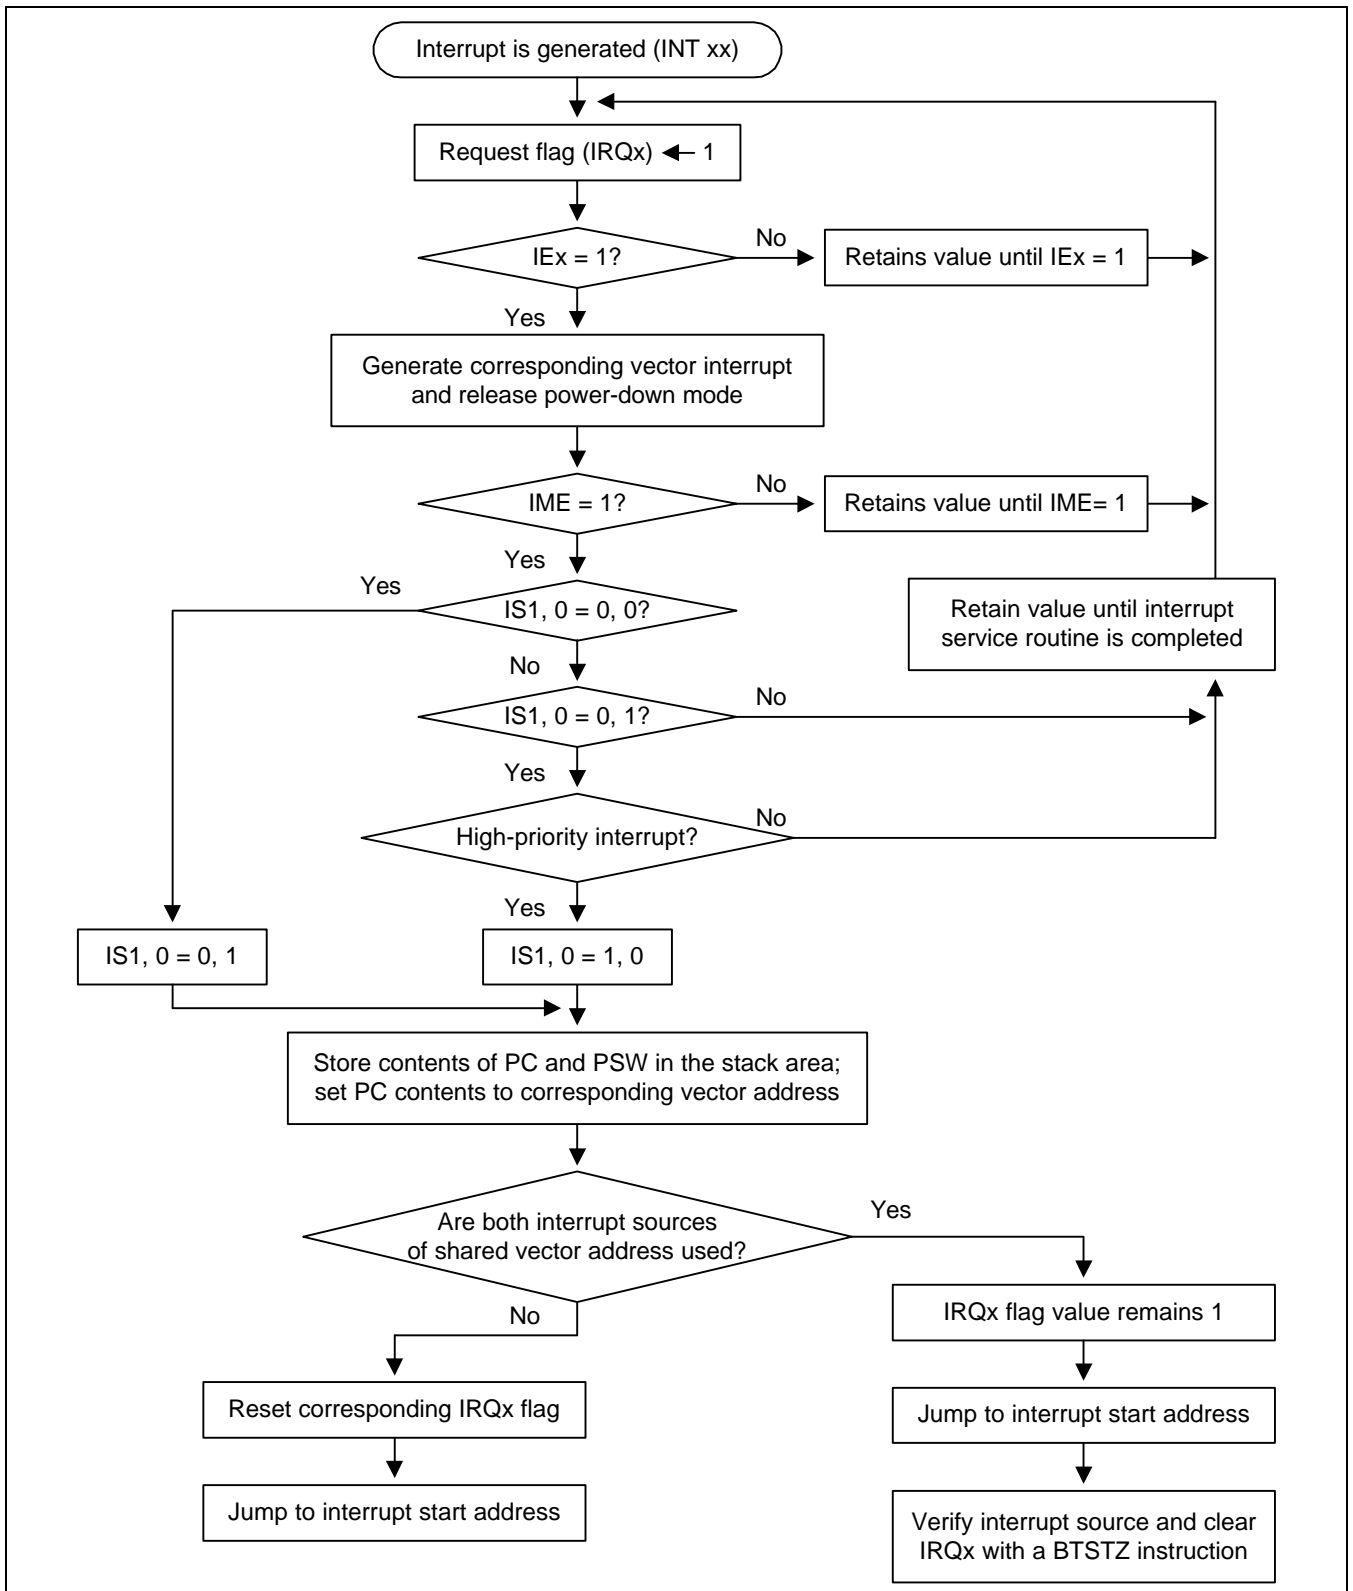 Interrupt is generated (INT xx)
Request flag (IRQx) ← 1
IEx = 1?
No
Retains value until IEx = 1
Yes
Generate corresponding vector interrupt
and release power-down mode
IME = 1?
No
Retains value until IME= 1
Yes
Yes
IS1, 0 = 0, 0?
Retain value until interrupt
service routine is completed
No
IS1, 0 = 0, 1?
No
Yes
High-priority interrupt?
No
Yes
IS1, 0 = 0, 1
IS1, 0 = 1, 0
Store contents of PC and PSW in the stack area;
set PC contents to corresponding vector address
Are both interrupt sources
of shared vector address used?
Yes
No
IRQx flag value remains 1
Reset corresponding IRQx flag
Jump to interrupt start address
Jump to interrupt start address
Verify interrupt source and clear
IRQx with a BTSTZ instruction